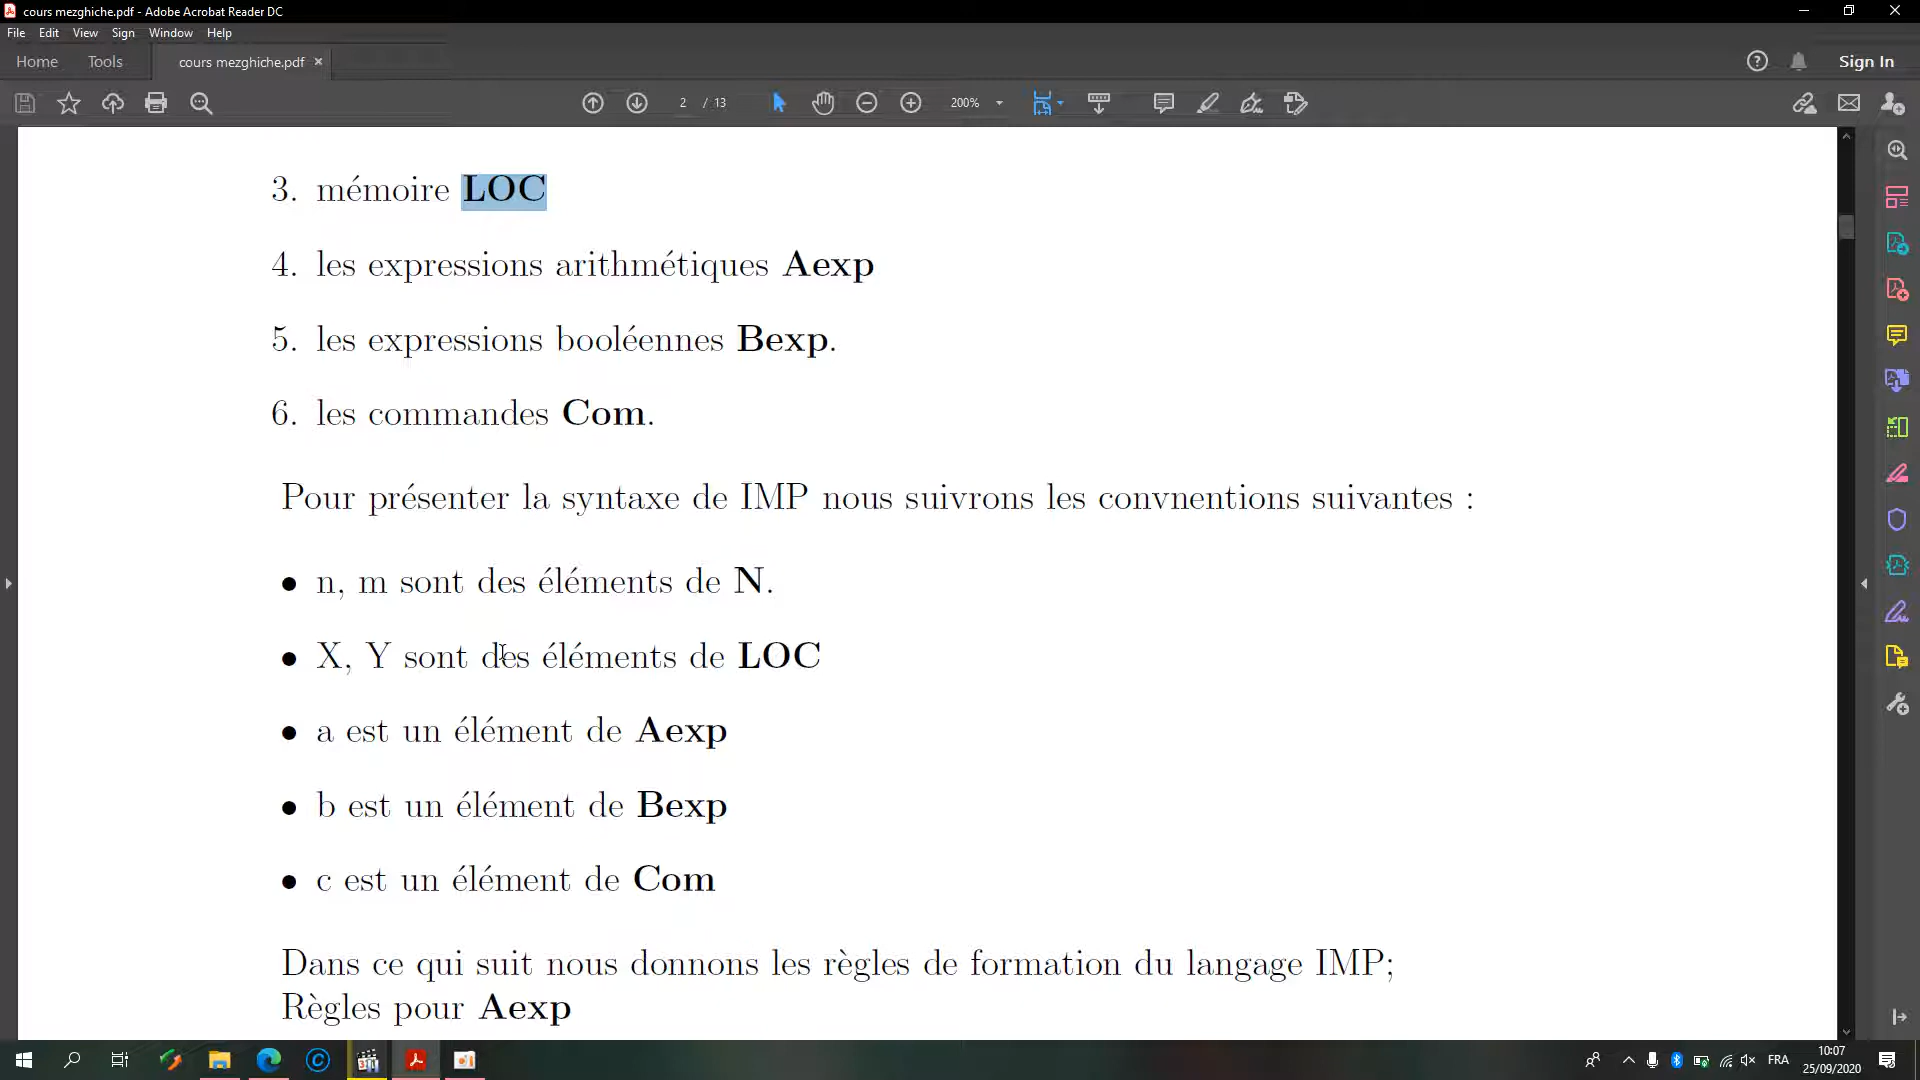 cours mezghiche.pdf - Adobe Acrobat Reader DC
File Edit View Sign Window Help
Home Tools cours mezghiche.pdf × Sign In
2 / 13 200%
3. mémoire LOC
4. les expressions arithmétiques Aexp
5. les expressions booléennes Bexp.
6. les commandes Com.
Pour présenter la syntaxe de IMP nous suivrons les convnentions suivantes :
• n, m sont des éléments de N.
• X, Y sont des éléments de LOC
• a est un élément de Aexp
• b est un élément de Bexp
• c est un élément de Com
Dans ce qui suit nous donnons les règles de formation du langage IMP;
Règles pour Aexp
FRA
10:07
25/09/2020